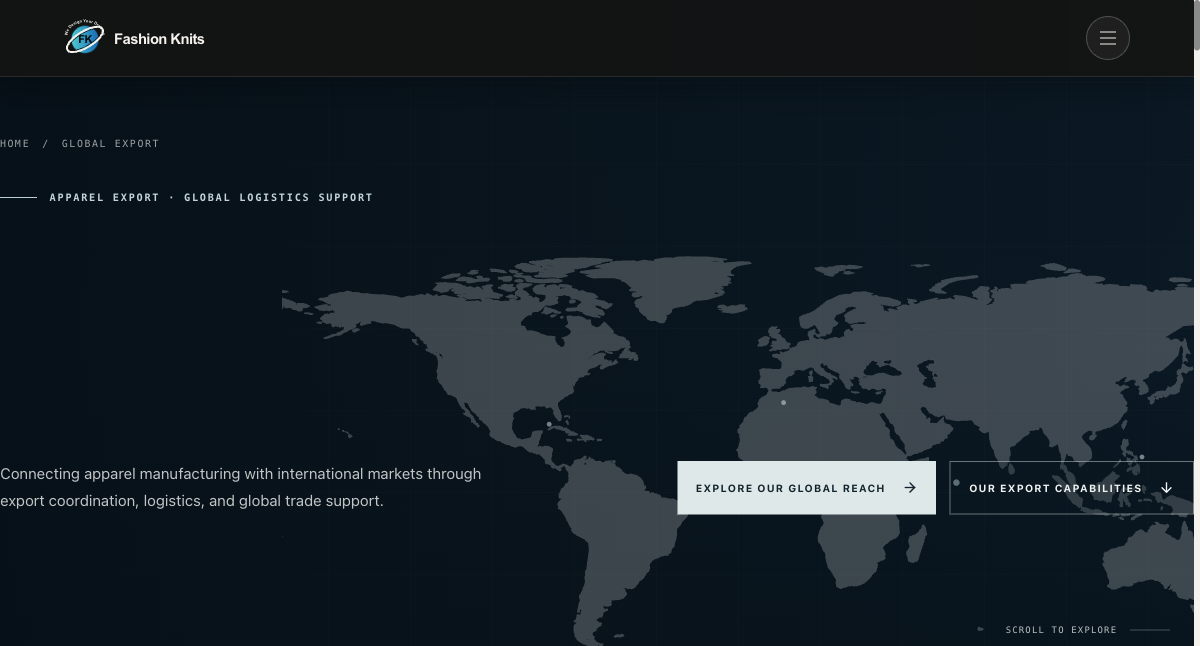 FK
Fashion Knits
HOME / GLOBAL EXPORT
APPAREL EXPORT · GLOBAL LOGISTICS SUPPORT
Connecting apparel manufacturing with international markets through
export coordination, logistics, and global trade support.
EXPLORE OUR GLOBAL REACH →
OUR EXPORT CAPABILITIES ↓
SCROLL TO EXPLORE